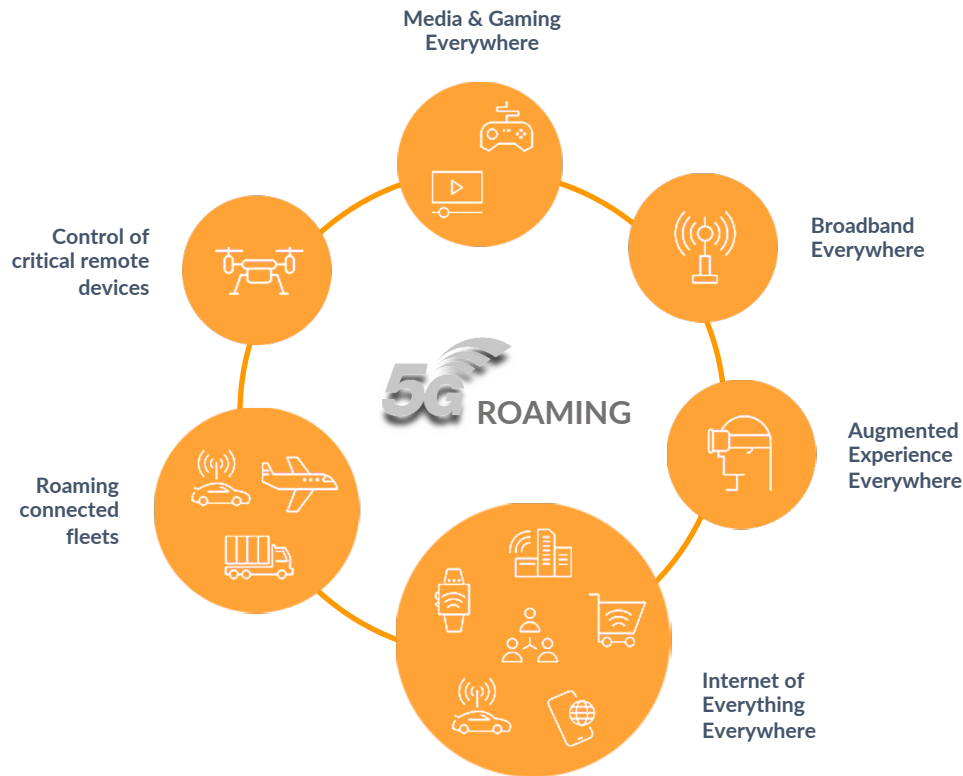 Media & Gaming
Everywhere
Broadband
Everywhere
Control of
critical remote
devices
5G ROAMING
Augmented
Experience
Everywhere
Roaming
connected
fleets
Internet of
Everything
Everywhere